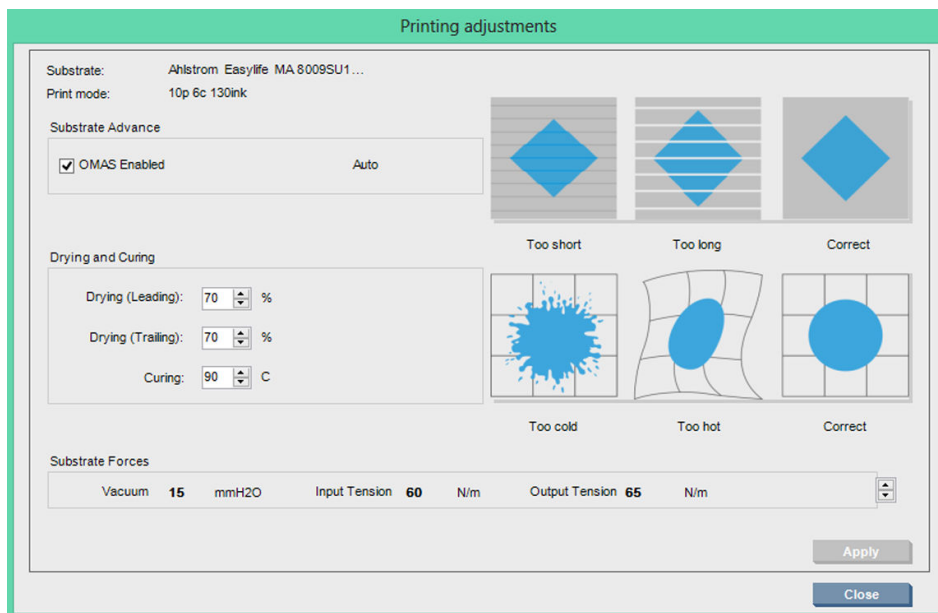 Printing adjustments
Substrate: Ahlstrom Easylife MA 8009SU1...
Print mode: 10p 6c 130ink
Substrate Advance
OMAS Enabled Auto
Too short Too long Correct
Drying and Curing
Drying (Leading): 70 %
Drying (Trailing): 70 %
Curing: 90 C
Too cold Too hot Correct
Substrate Forces
Vacuum 15 mmH2O Input Tension 60 N/m Output Tension 65 N/m
Apply
Close